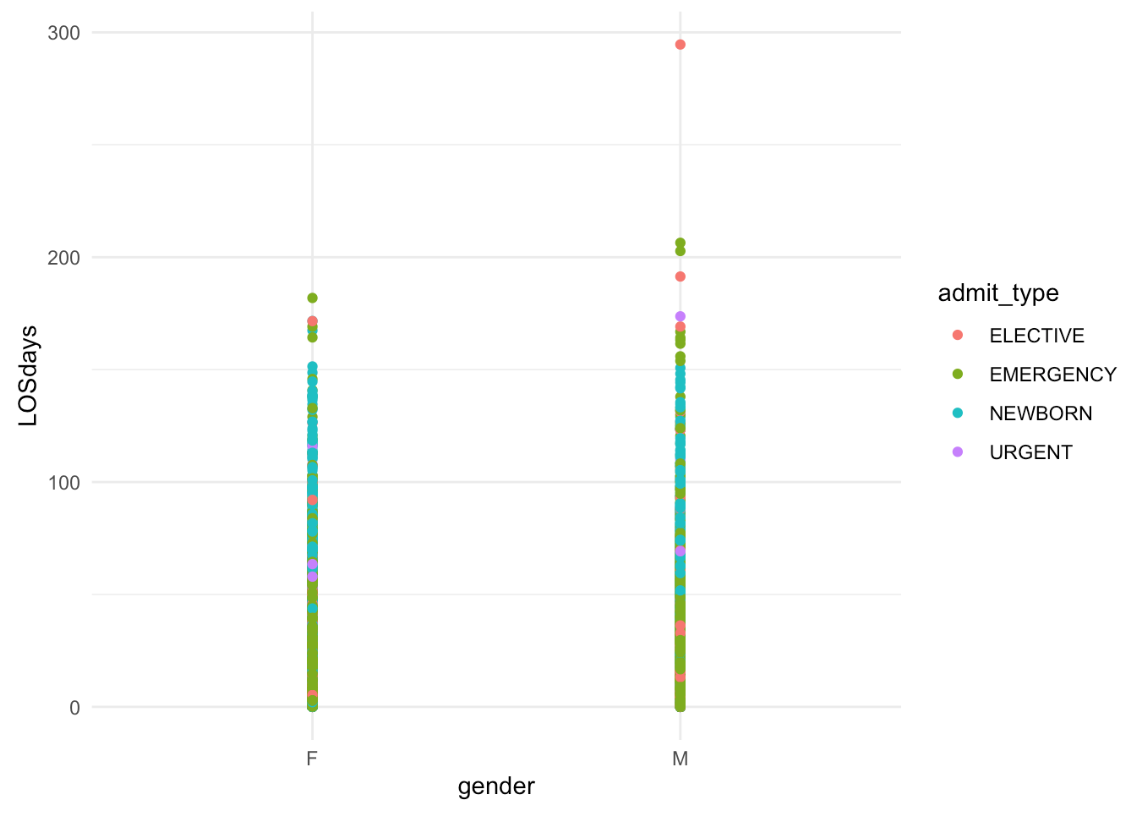 300
200
100
0
LOSdays
F
M
gender
admit_type
ELECTIVE
EMERGENCY
NEWBORN
URGENT